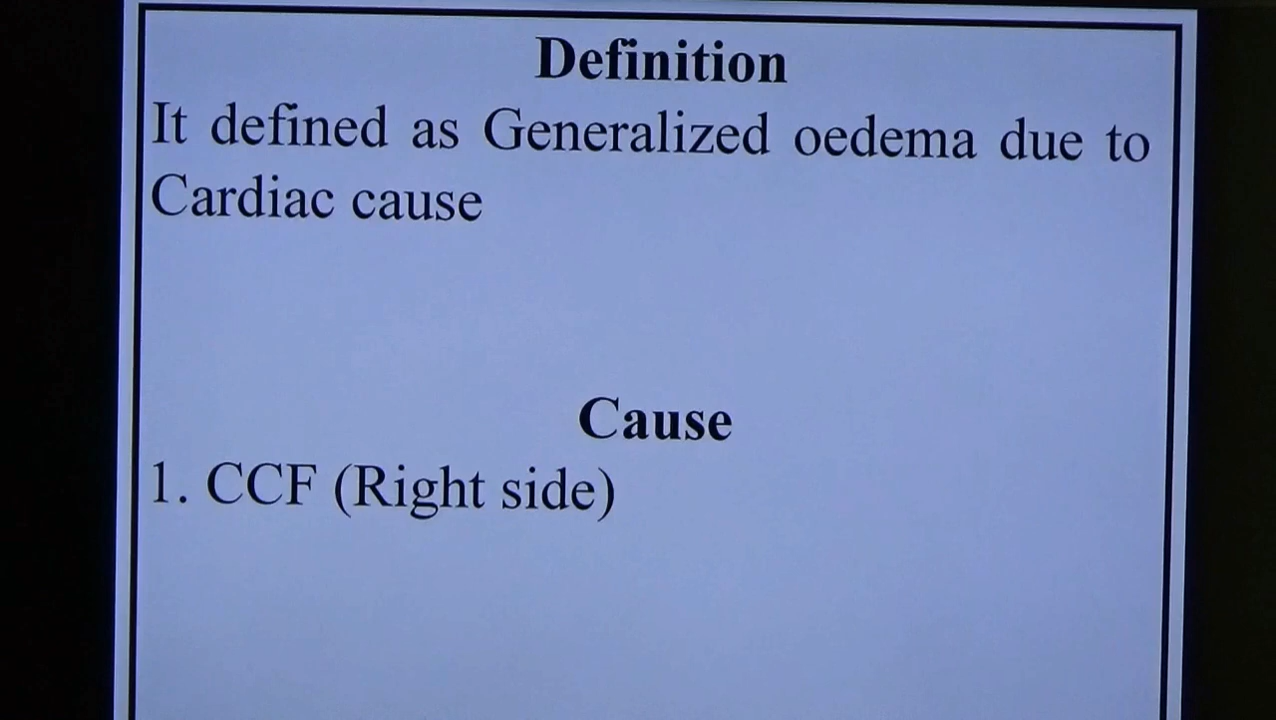 Definition
It defined as Generalized oedema due to
Cardiac cause
Cause
1. CCF (Right side)